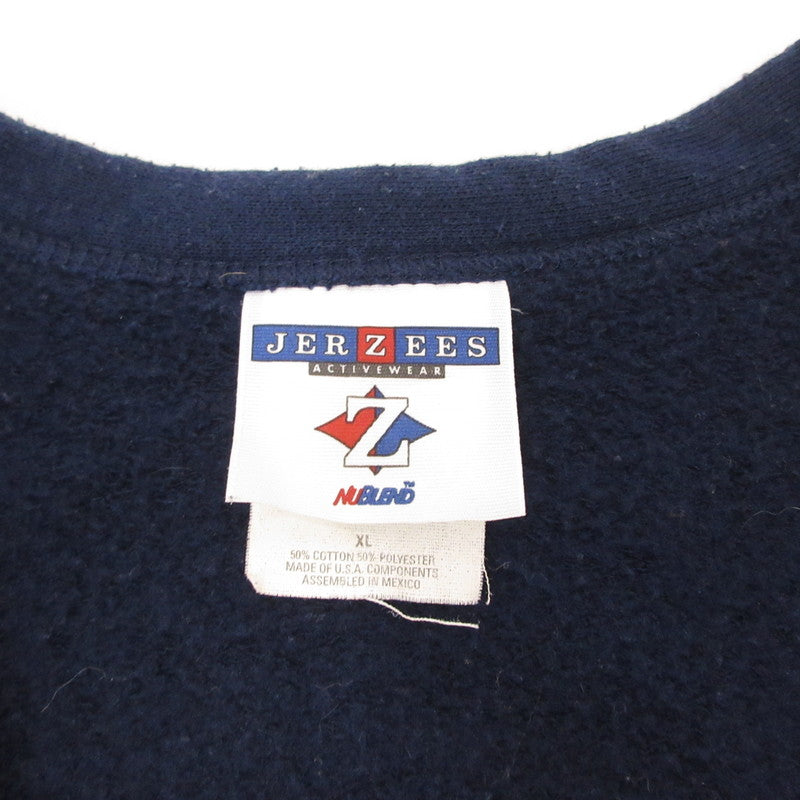 JERZEES
ACTIVEWEAR
Z
NUBLEND™
XL
50% COTTON 50% POLYESTER
MADE OF U.S.A. COMPONENTS
ASSEMBLED IN MEXICO